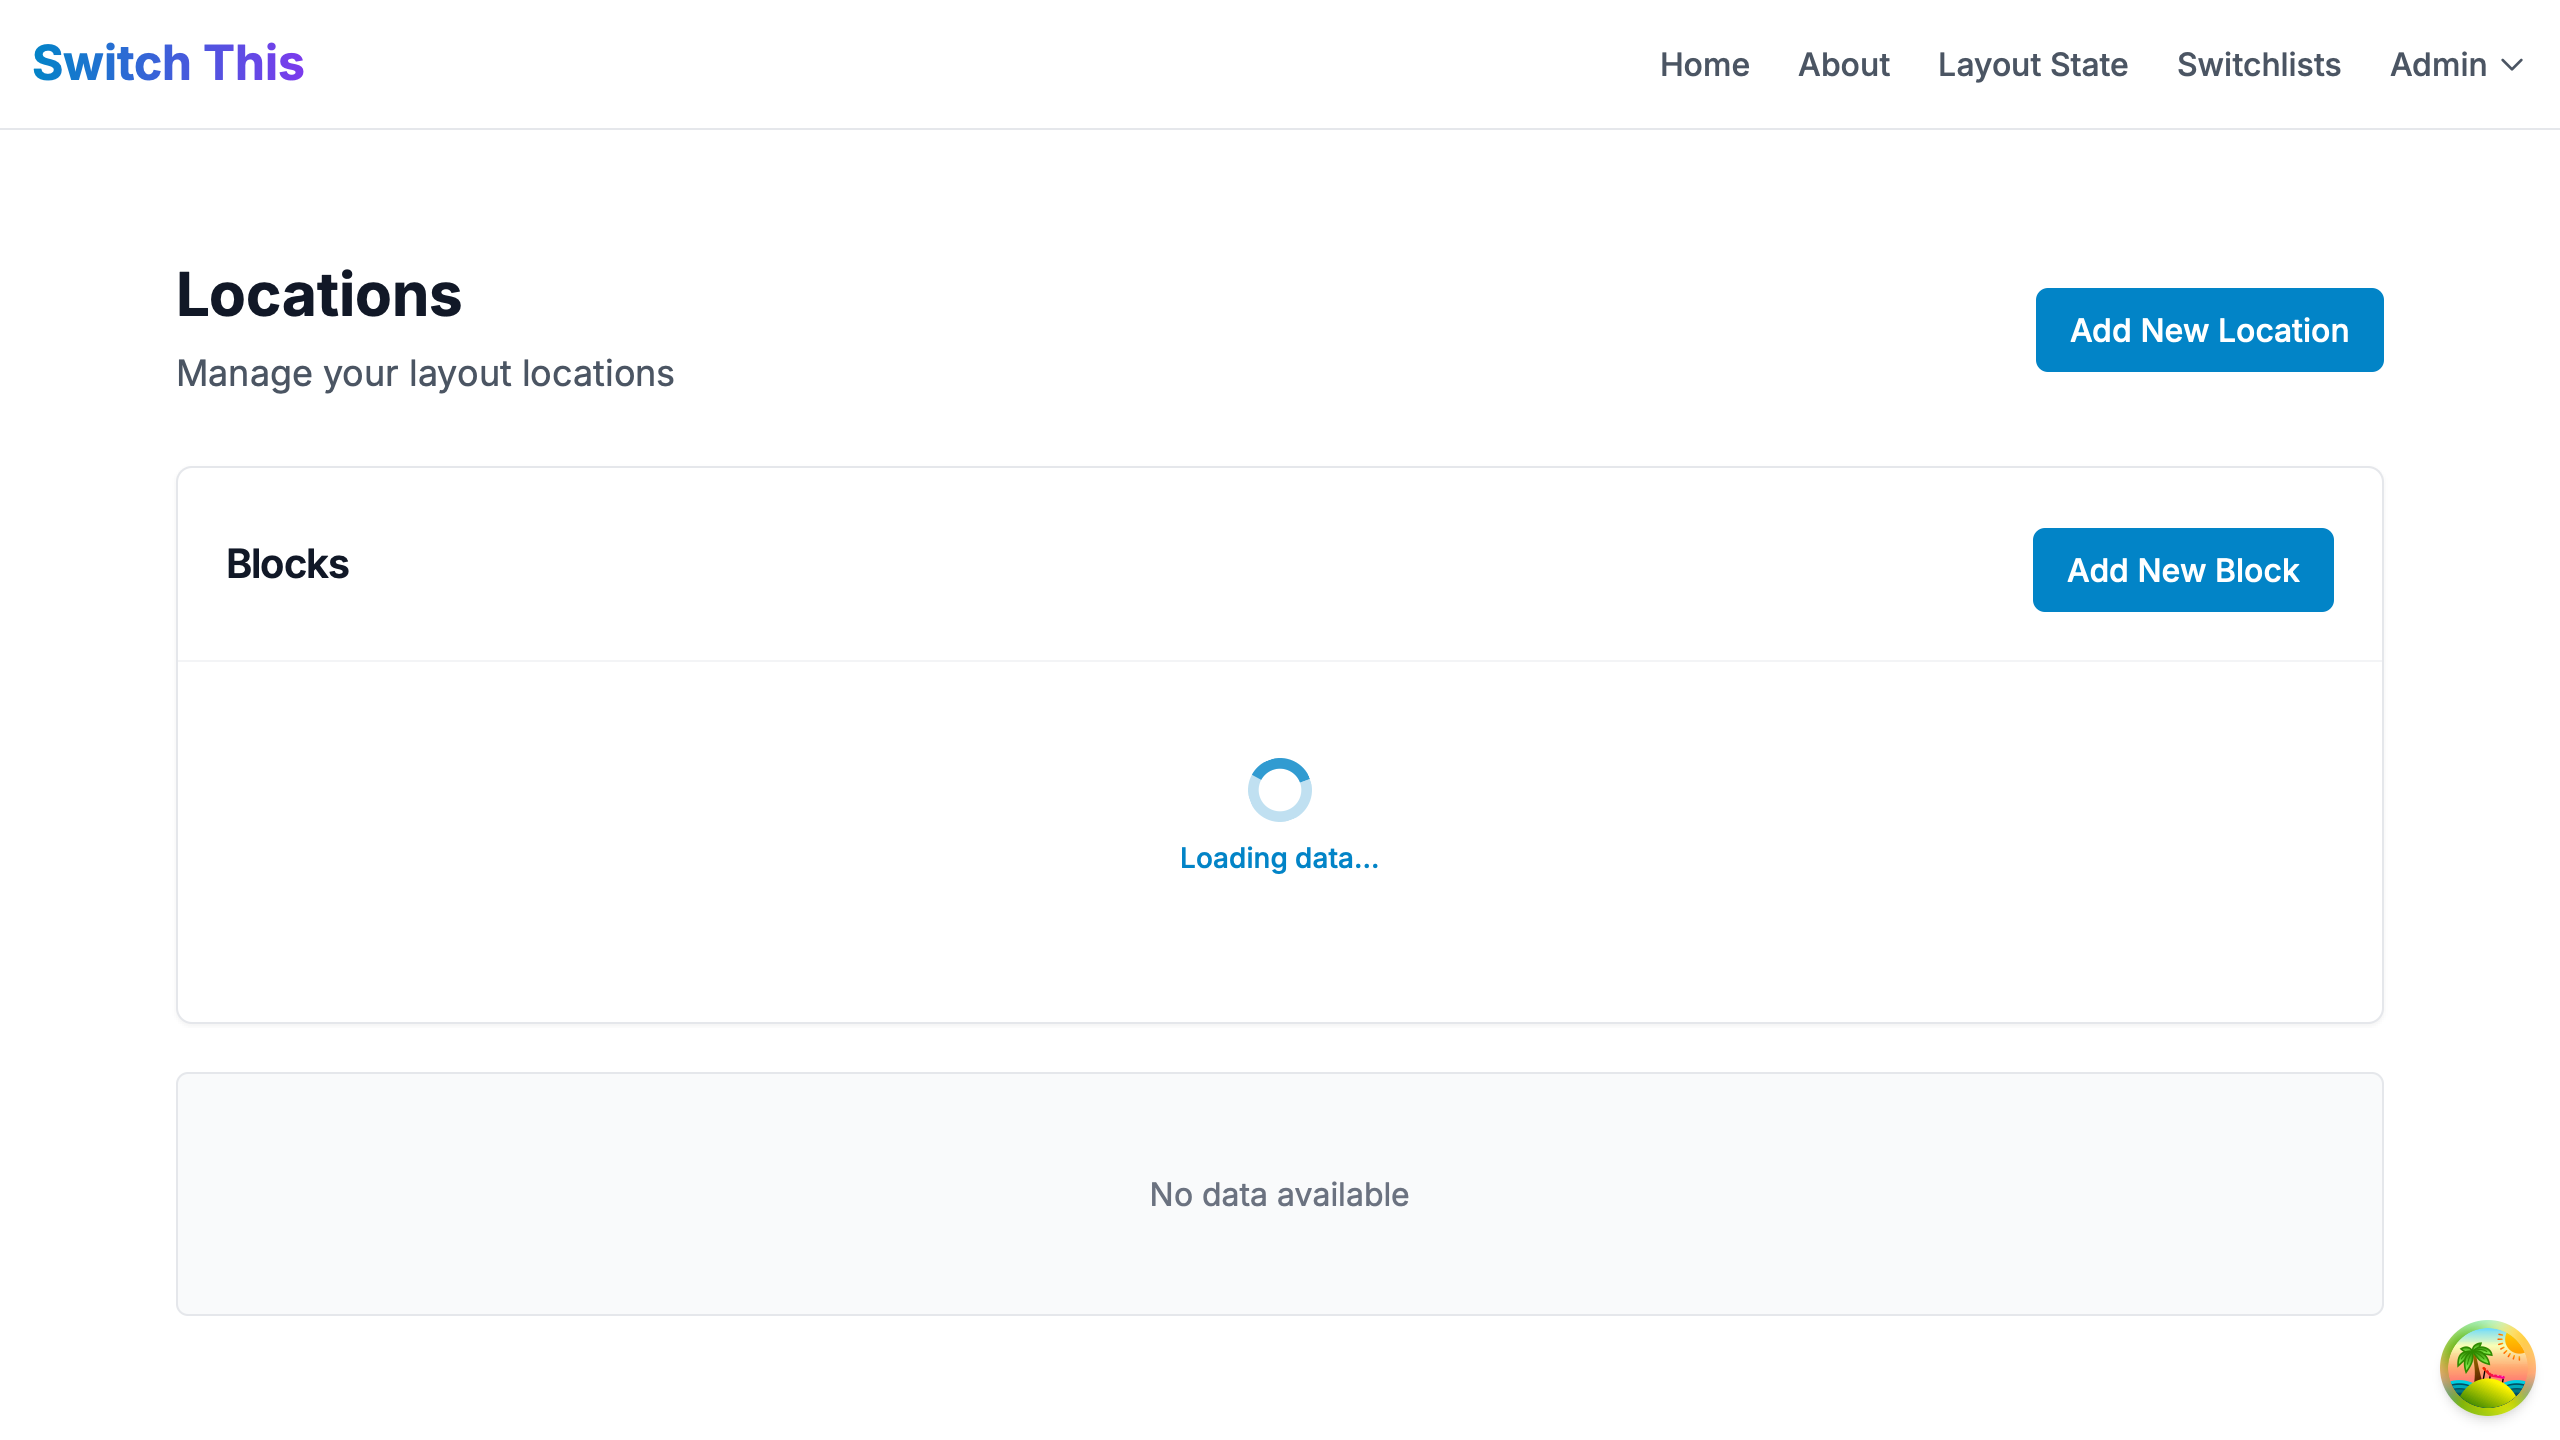 Switch This
Home
About
Layout State
Switchlists
Admin
Locations
Manage your layout locations
Add New Location
Blocks
Add New Block
Loading data...
No data available